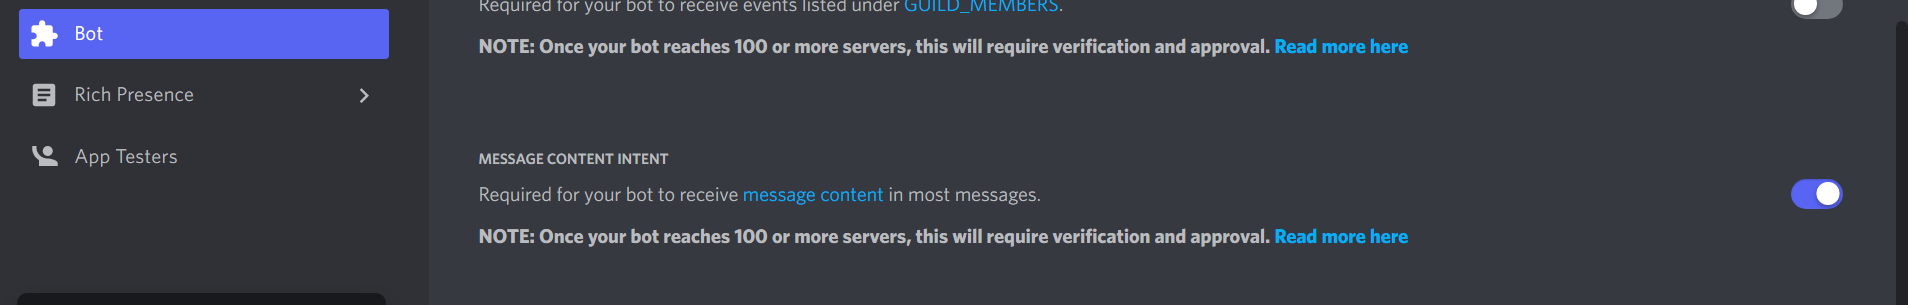 Bot
Rich Presence
App Testers
Required for your bot to receive events listed under GUILD_MEMBERS.
NOTE: Once your bot reaches 100 or more servers, this will require verification and approval. Read more here
MESSAGE CONTENT INTENT
Required for your bot to receive message content in most messages.
NOTE: Once your bot reaches 100 or more servers, this will require verification and approval. Read more here